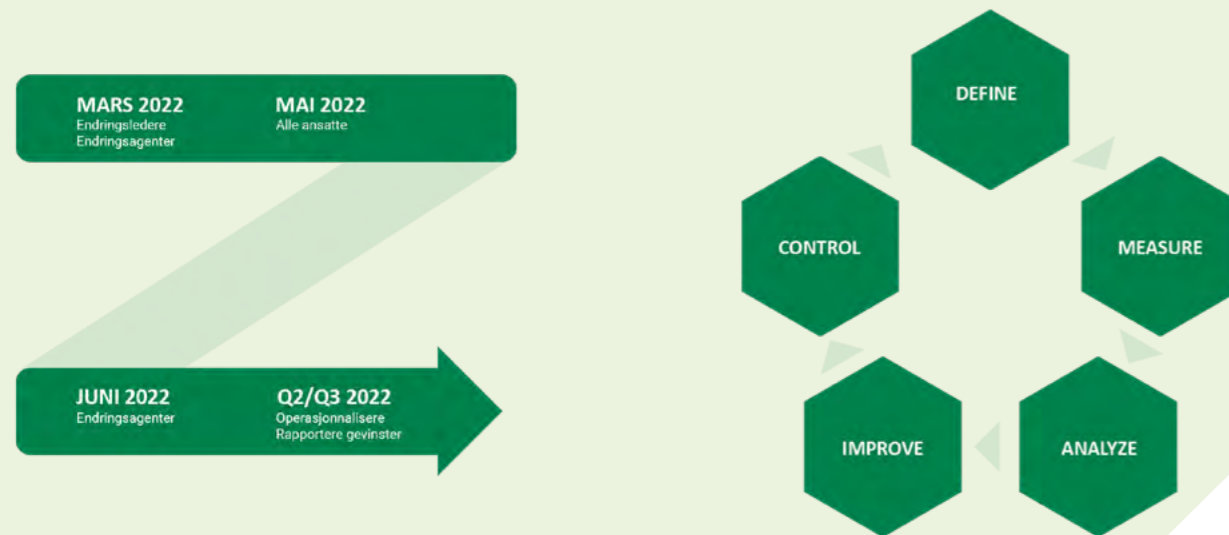 MARS 2022
Endringsledere
Endringsagenter
MAI 2022
Alle ansatte
JUNI 2022
Endringsagenter
Q2/Q3 2022
Operasjonnalisere
Rapportere gevinster
DEFINE
MEASURE
ANALYZE
IMPROVE
CONTROL